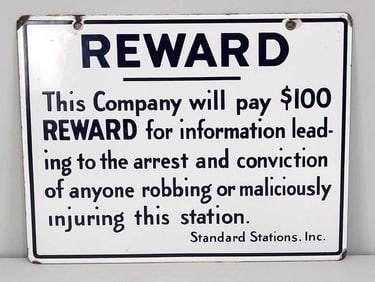 REWARD
This Company will pay $100
REWARD for information lead-
ing to the arrest and conviction
of anyone robbing or maliciously
injuring this station.
Standard Stations, Inc.